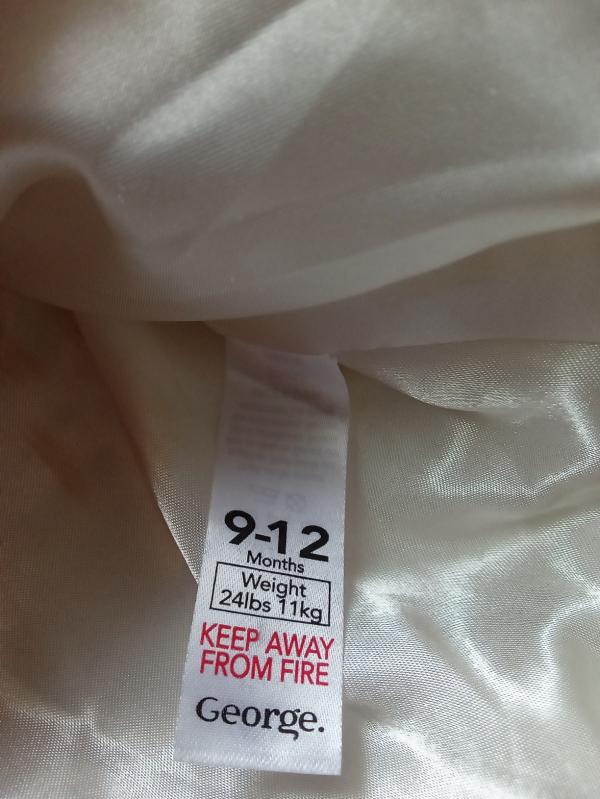 9-12
Months
Weight
24lbs 11kg
KEEP AWAY
FROM FIRE
George.